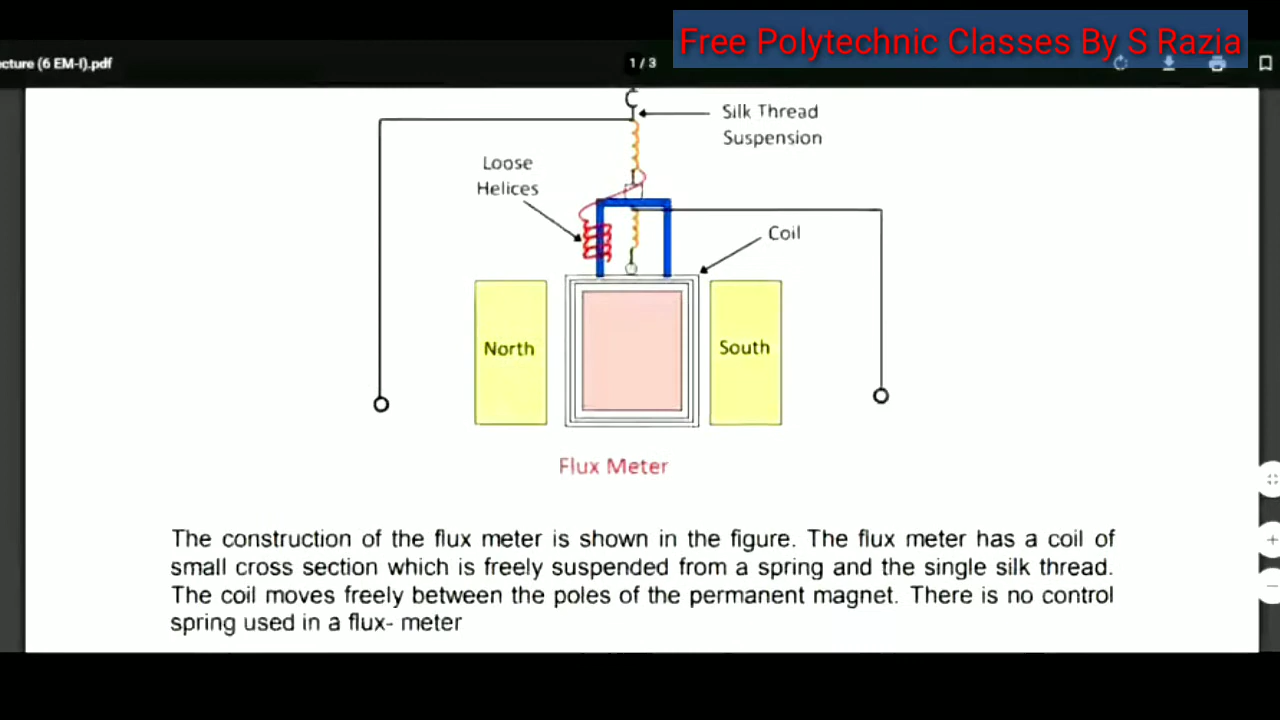 Free Polytechnic Classes By S Razia
cture (6 EM-I).pdf
1 / 3
Silk Thread
Suspension
Loose
Helices
Coil
North
South
Flux Meter
The construction of the flux meter is shown in the figure. The flux meter has a coil of
small cross section which is freely suspended from a spring and the single silk thread.
The coil moves freely between the poles of the permanent magnet. There is no control
spring used in a flux- meter